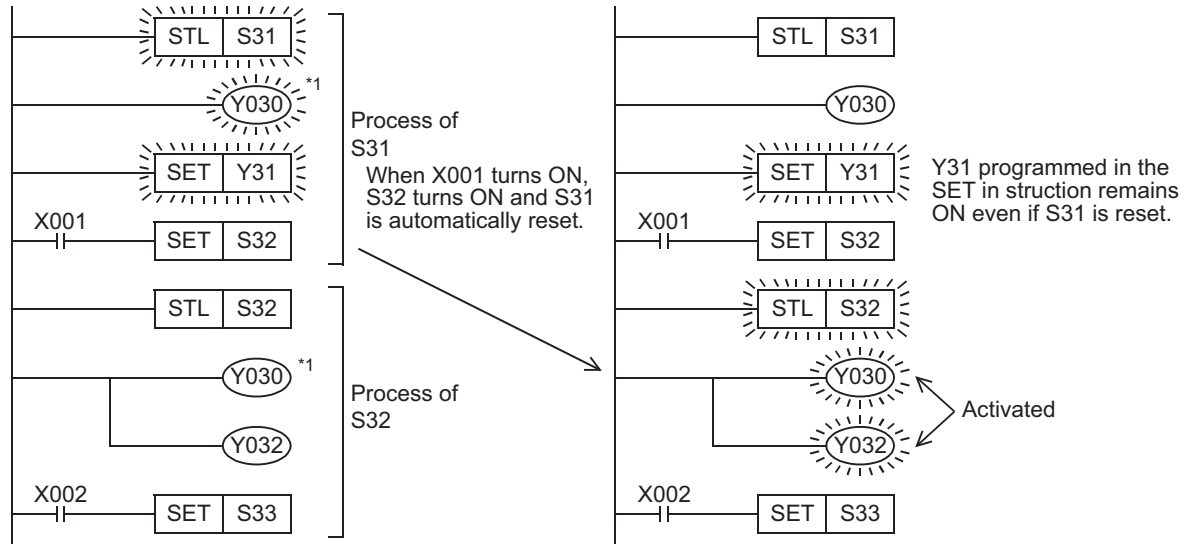 STL S31
Y030 *1
SET Y31
X001
SET S32
Process of
S31
When X001 turns ON,
S32 turns ON and S31
is automatically reset.
STL S32
Y030 *1
Y032
Process of
S32
X002
SET S33
STL S31
Y030
SET Y31
Y31 programmed in the
SET in struction remains
ON even if S31 is reset.
X001
SET S32
STL S32
Y030
Y032
Activated
X002
SET S33